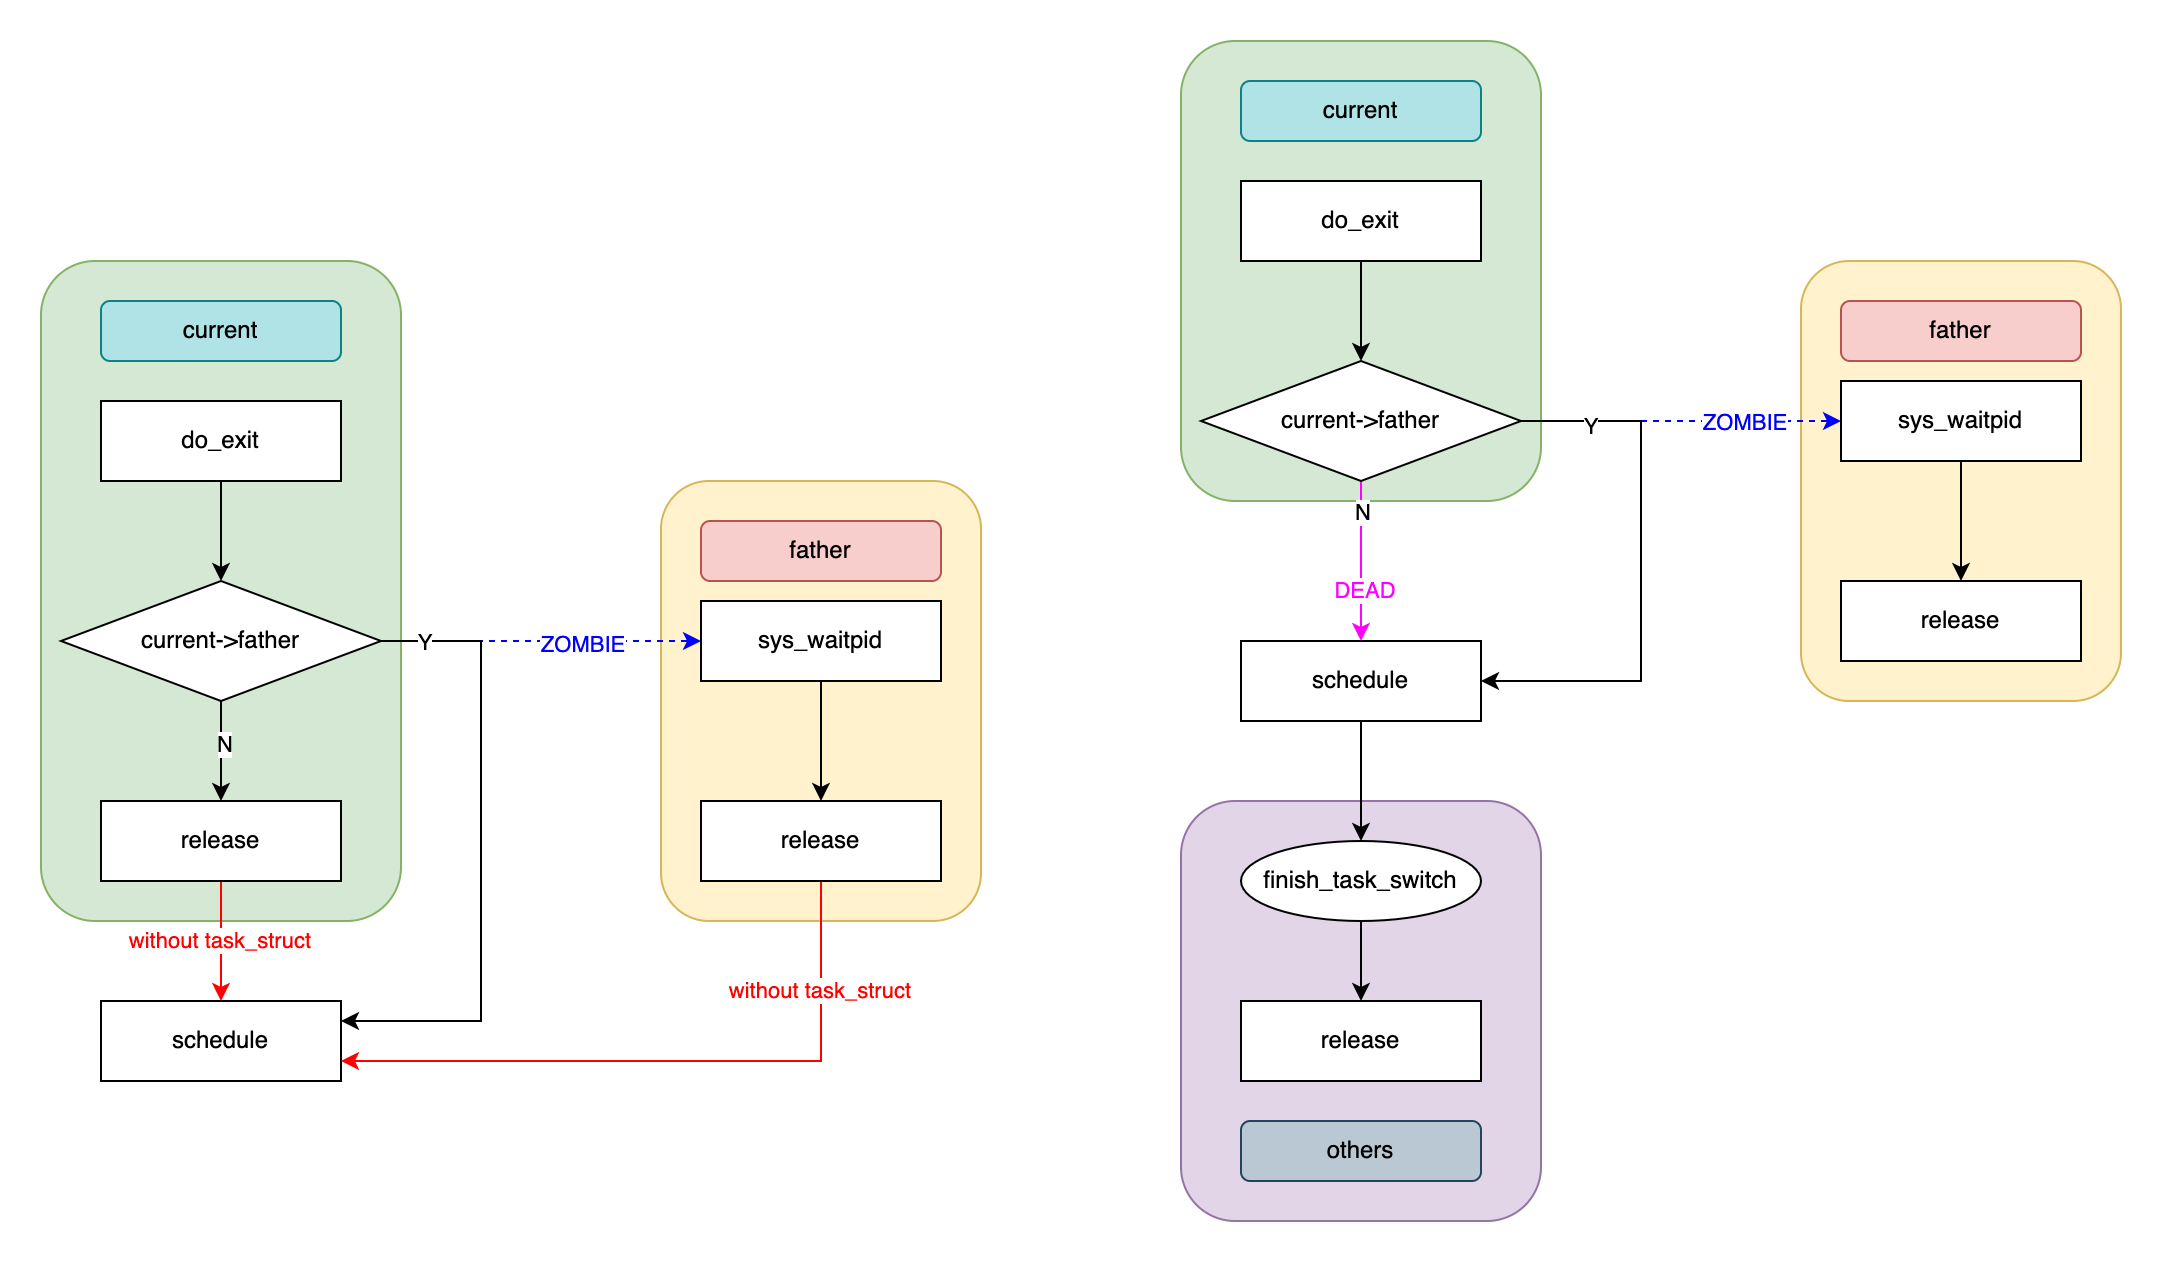 current
do_exit
current->father
Y
ZOMBIE
N
release
without task_struct
schedule
father
sys_waitpid
release
without task_struct
current
do_exit
current->father
Y
ZOMBIE
N
DEAD
schedule
finish_task_switch
release
others
father
sys_waitpid
release